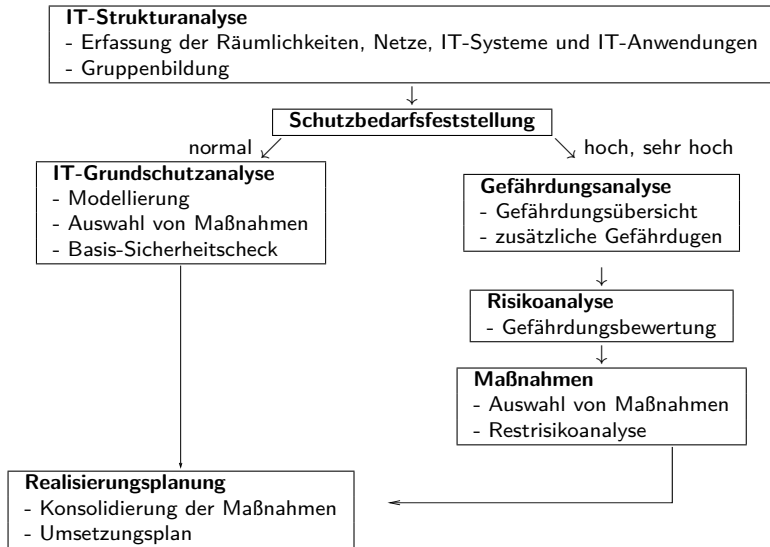 IT-Strukturanalyse
- Erfassung der Räumlichkeiten, Netze, IT-Systeme und IT-Anwendungen
- Gruppenbildung
Schutzbedarfsfeststellung
normal
hoch, sehr hoch
IT-Grundschutzanalyse
- Modellierung
- Auswahl von Maßnahmen
- Basis-Sicherheitscheck
Gefährdungsanalyse
- Gefährdungsübersicht
- zusätzliche Gefährdugen
Risikoanalyse
- Gefährdungsbewertung
Maßnahmen
- Auswahl von Maßnahmen
- Restrisikoanalyse
Realisierungsplanung
- Konsolidierung der Maßnahmen
- Umsetzungsplan